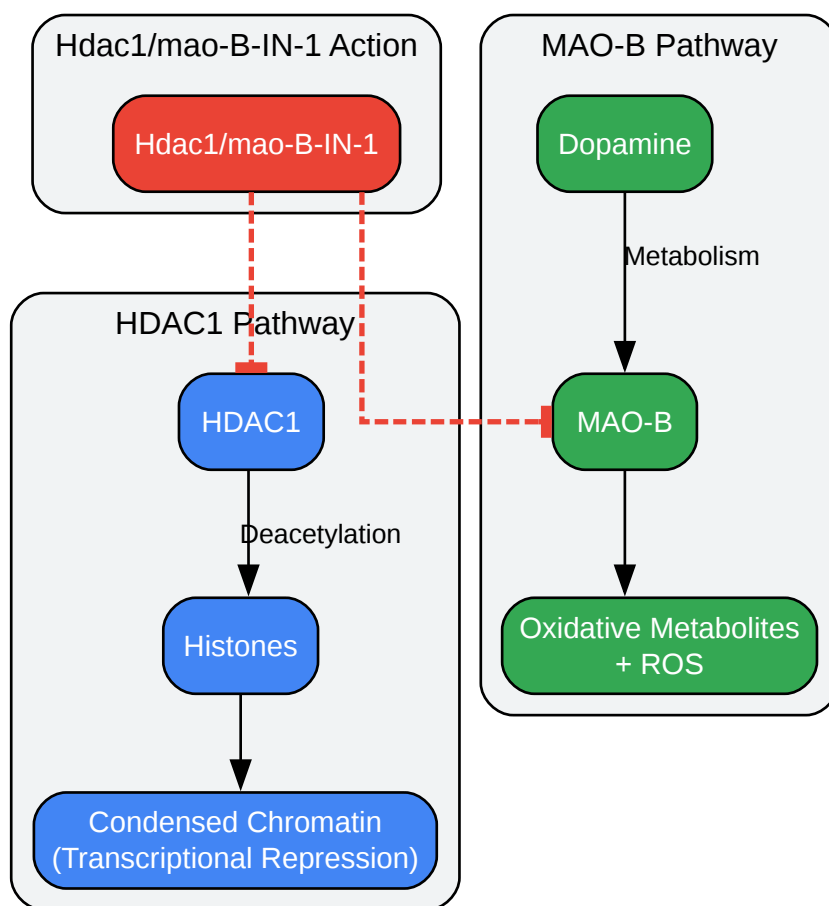 Hdac1/mao-B-IN-1 Action
Hdac1/mao-B-IN-1
MAO-B Pathway
Dopamine
Metabolism
MAO-B
Oxidative Metabolites
+ ROS
HDAC1 Pathway
HDAC1
Deacetylation
Histones
Condensed Chromatin
(Transcriptional Repression)